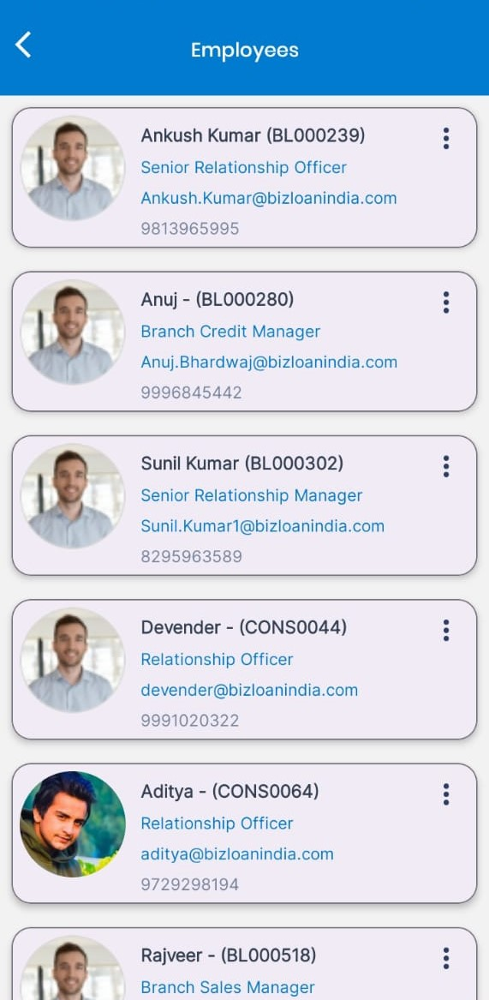 Employees
Ankush Kumar (BL000239)
Senior Relationship Officer
Ankush.Kumar@bizloanindia.com
9813965995
Anuj - (BL000280)
Branch Credit Manager
Anuj.Bhardwaj@bizloanindia.com
9996845442
Sunil Kumar (BL000302)
Senior Relationship Manager
Sunil.Kumar1@bizloanindia.com
8295963589
Devender - (CONS0044)
Relationship Officer
devender@bizloanindia.com
9991020322
Aditya - (CONS0064)
Relationship Officer
aditya@bizloanindia.com
9729298194
Rajveer - (BL000518)
Branch Sales Manager